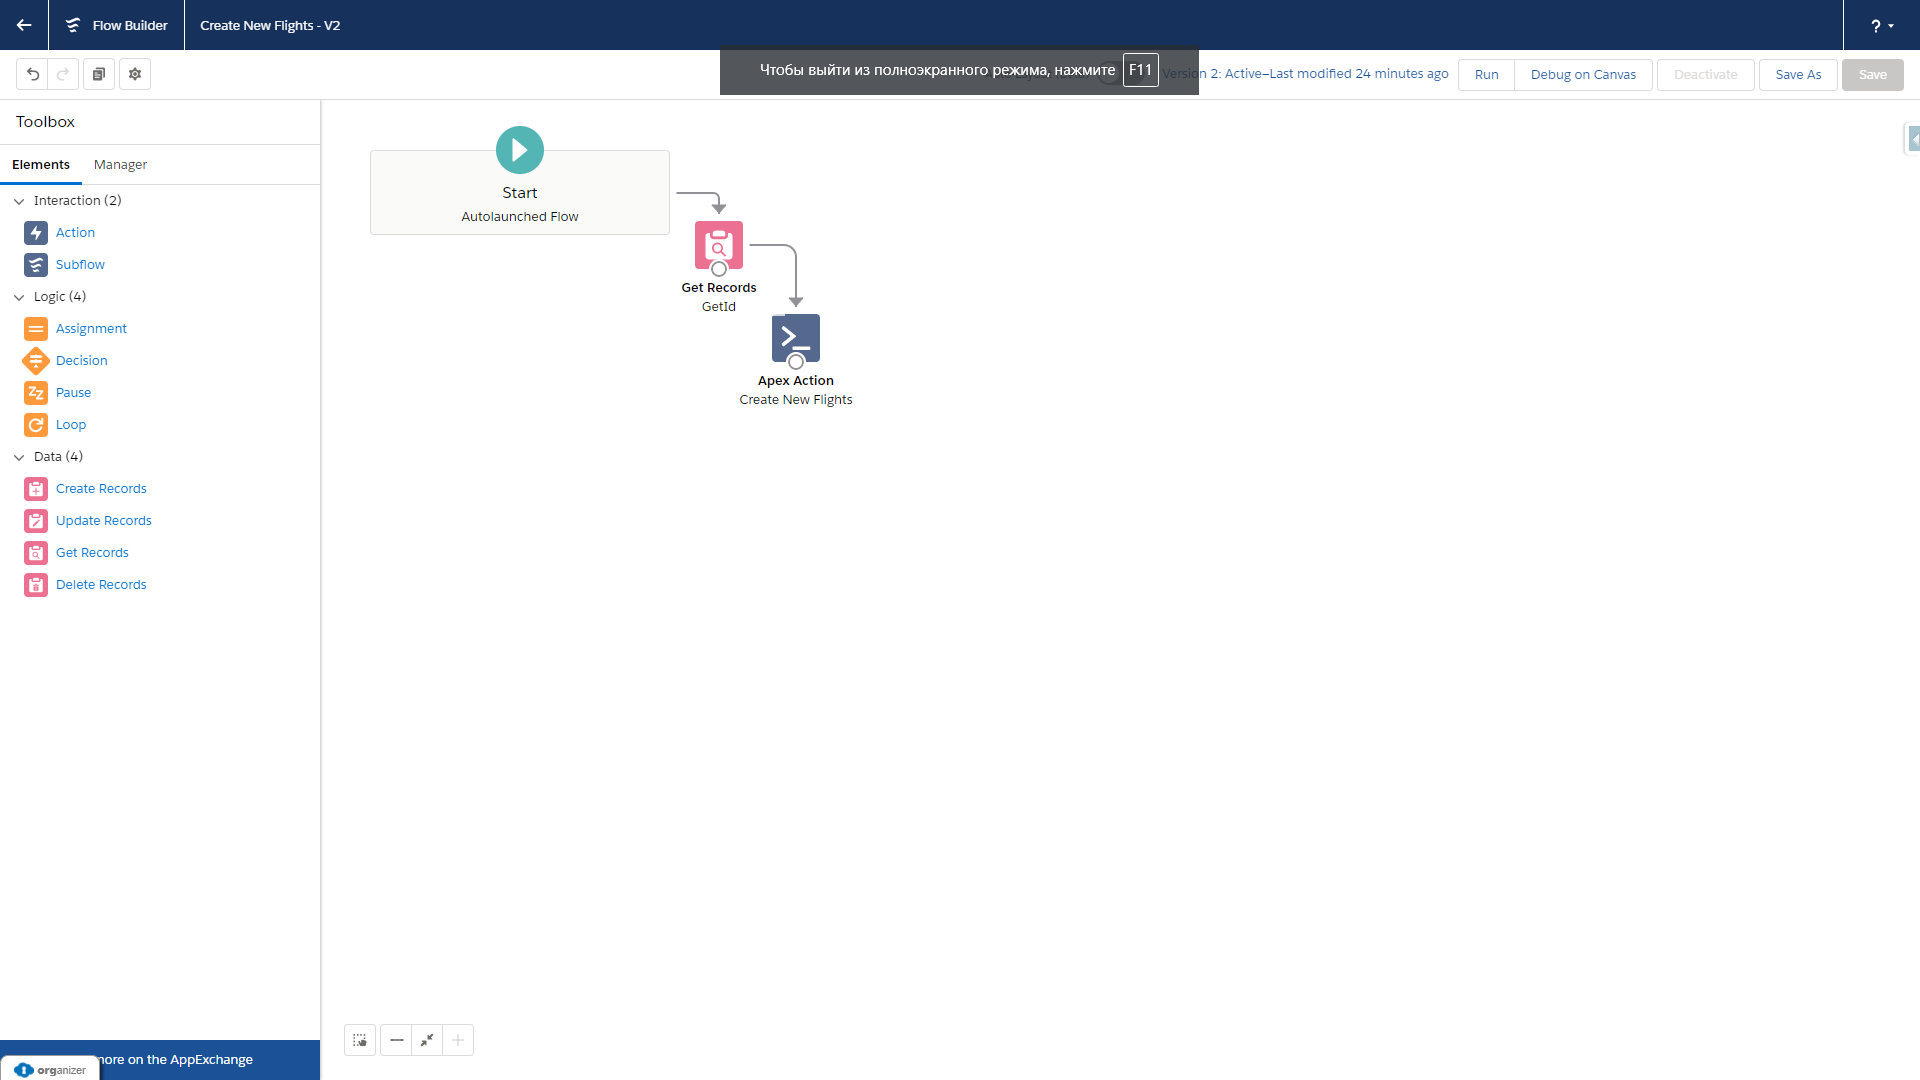 Flow Builder
Create New Flights - V2
?
Чтобы выйти из полноэкранного режима, нажмите F11
Version 2: Active–Last modified 24 minutes ago
Run
Debug on Canvas
Deactivate
Save As
Save
Toolbox
Elements
Manager
Interaction (2)
Action
Subflow
Logic (4)
Assignment
Decision
Pause
Loop
Data (4)
Create Records
Update Records
Get Records
Delete Records
Start
Autolaunched Flow
Get Records
GetId
Apex Action
Create New Flights
more on the AppExchange
organizer